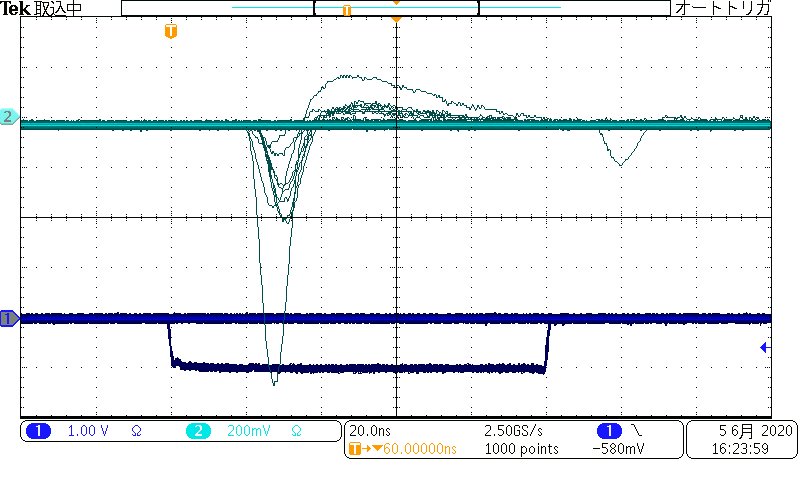 Tek 取込中 オートトリガ
T
T
2
1
1 1.00 V Ω 2 200mV Ω
20.0ns 2.50GS/s 1 -580mV
T→▼60.00000ns 1000 points
5 6月 2020
16:23:59